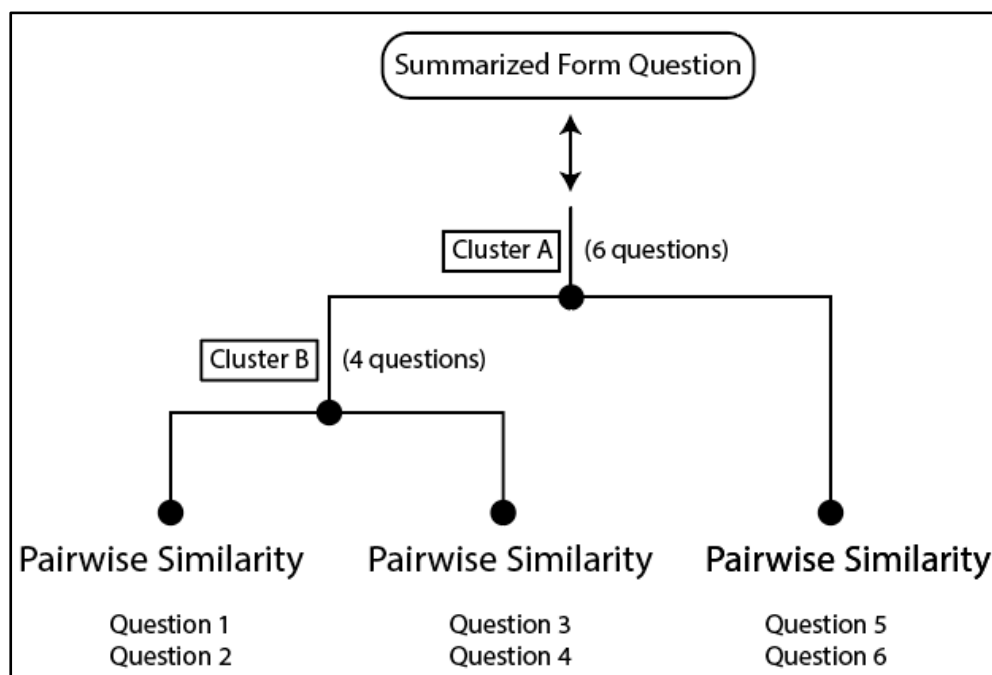 Summarized Form Question
Cluster A (6 questions)
Cluster B (4 questions)
Pairwise Similarity Pairwise Similarity Pairwise Similarity
Question 1 Question 3 Question 5
Question 2 Question 4 Question 6